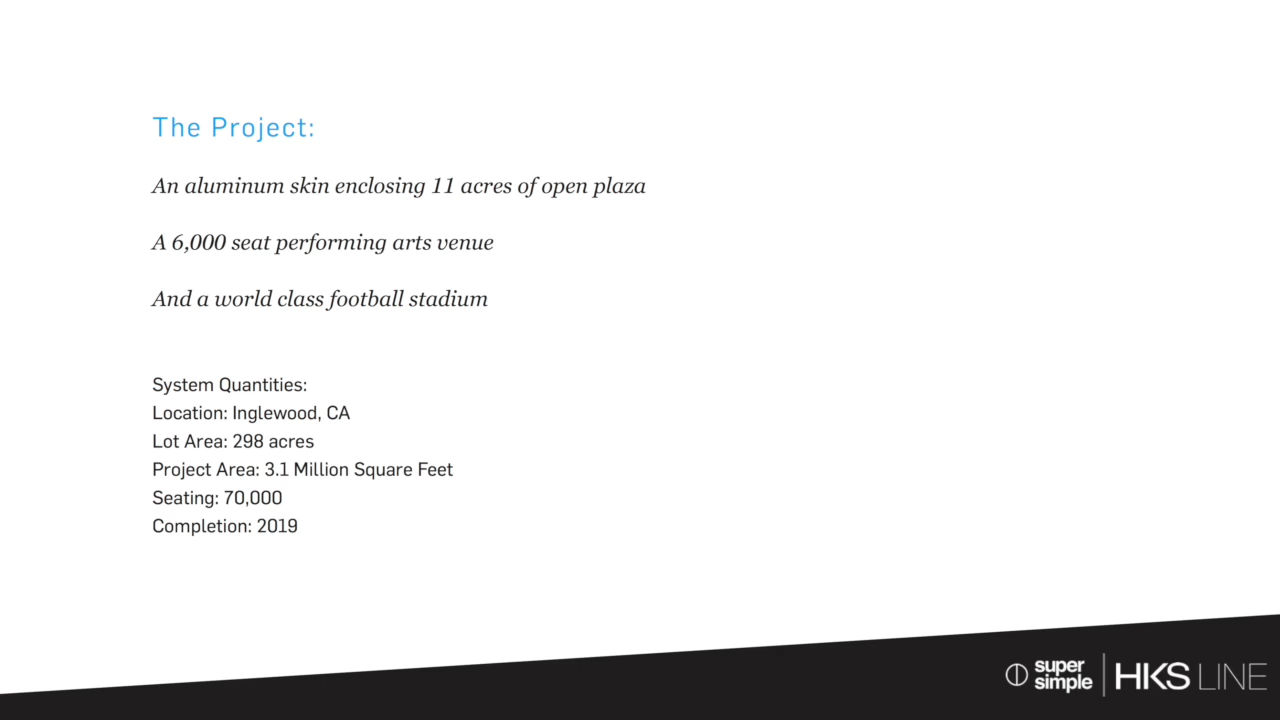 The Project:
An aluminum skin enclosing 11 acres of open plaza
A 6,000 seat performing arts venue
And a world class football stadium
System Quantities:
Location: Inglewood, CA
Lot Area: 298 acres
Project Area: 3.1 Million Square Feet
Seating: 70,000
Completion: 2019
super
simple
HKS LINE